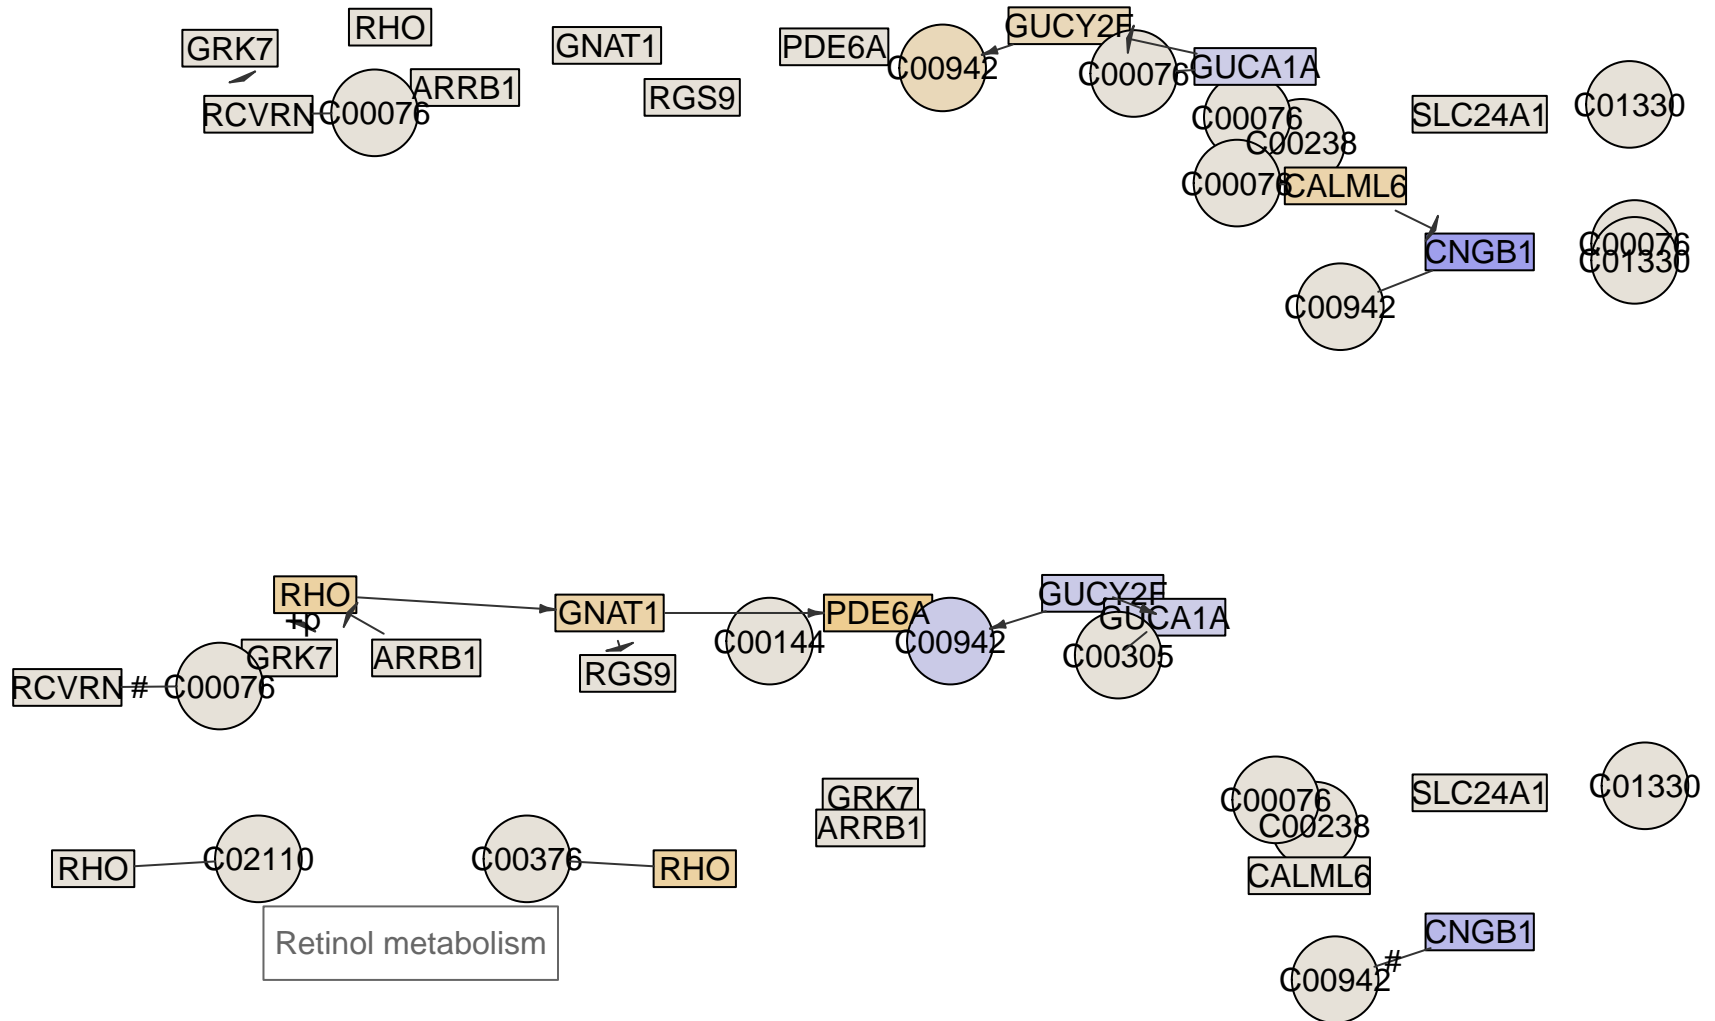 GRK7
RHO
GNAT1
PDE6A
C00942
GUCY2F
C00076
GUCA1A
RCVRN
C00076
ARRB1
RGS9
C00076
C00238
SLC24A1
C01330
C00076
CALML6
CNGB1
C00076
C01330
C00942
RHO
+p
GNAT1
PDE6A
GUCY2F
GUCA1A
GRK7
ARRB1
RGS9
C00144
C00942
C00305
RCVRN
#
C00076
GRK7
ARRB1
C00076
C00238
SLC24A1
C01330
RHO
C02110
C00376
RHO
CALML6
Retinol metabolism
CNGB1
#
C00942